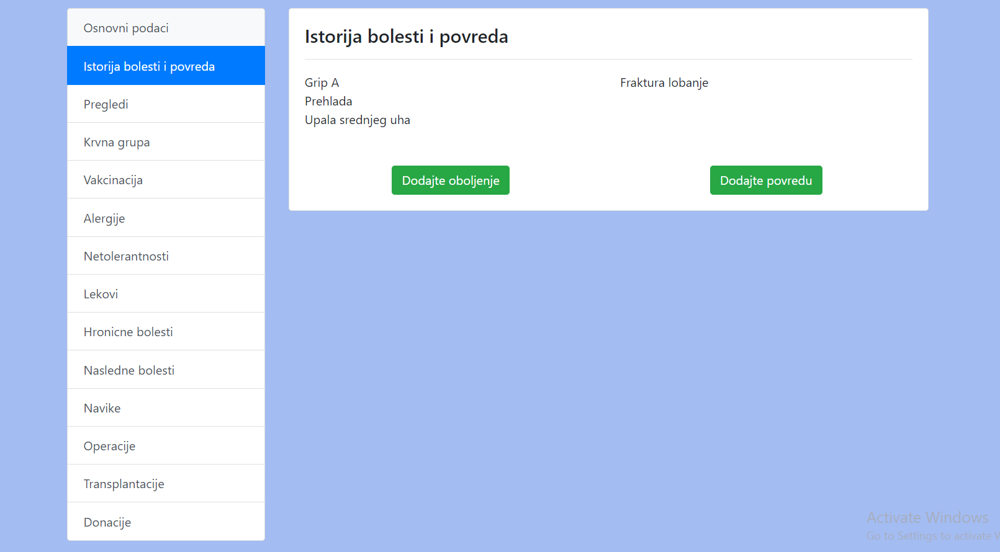 Osnovni podaci
Istorija bolesti i povreda
Pregledi
Krvna grupa
Vakcinacija
Alergije
Netolerantnosti
Lekovi
Hronicne bolesti
Nasledne bolesti
Navike
Operacije
Transplantacije
Donacije
Istorija bolesti i povreda
Grip A
Prehlada
Upala srednjeg uha
Fraktura lobanje
Dodajte oboljenje
Dodajte povredu
Activate Windows
Go to Settings to activate W